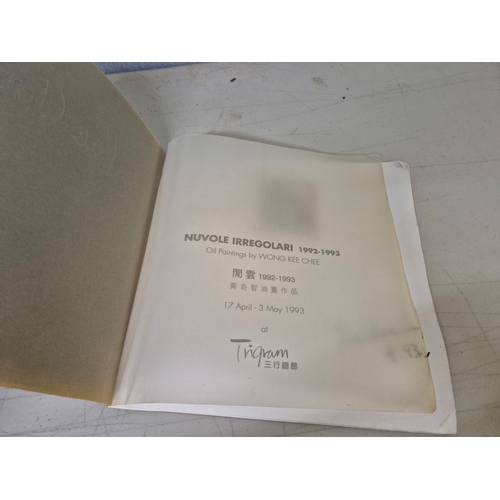 NUVOLE IRREGOLARI 1992-1993
Oil Paintings by WONG KEE CHEE
閒雲 1992-1993
黃奇智油畫作品
17 April - 3 May 1993
at
Trigram
三行畫廊